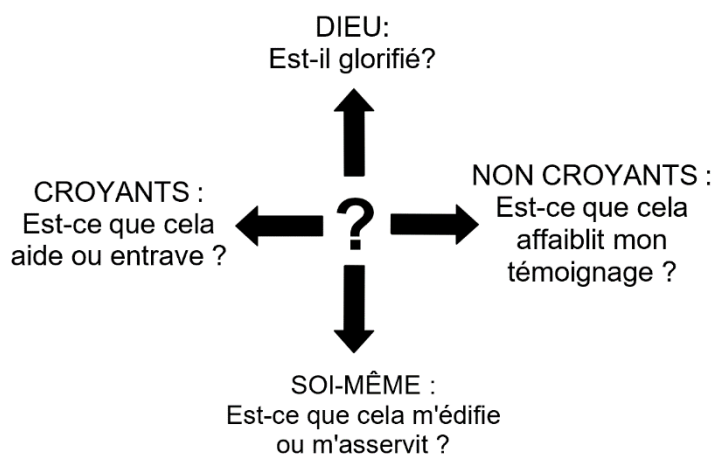 DIEU:
Est-il glorifié?
CROYANTS :
Est-ce que cela
aide ou entrave ?
?
NON CROYANTS :
Est-ce que cela
affaiblit mon
témoignage ?
SOI-MÊME :
Est-ce que cela m'édifie
ou m'asservit ?